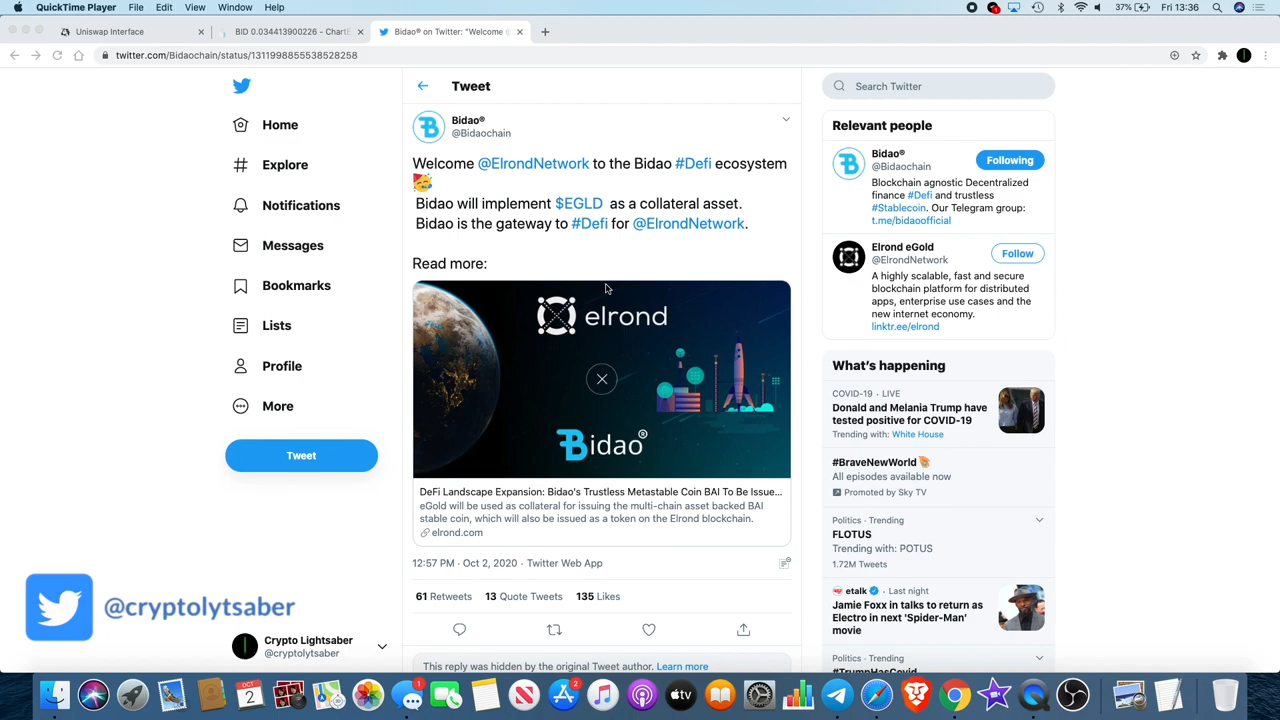 QuickTime Player File Edit View Window Help
37% Fri 13:36
Uniswap Interface
BID 0.034413900226 - Chart
Bidao® on Twitter: "Welcome
twitter.com/Bidaochain/status/1311998855538528258
Home
Explore
Notifications
Messages
Bookmarks
Lists
Profile
More
Tweet
@cryptolytsaber
Crypto Lightsaber
@cryptolytsaber
Tweet
Bidao®
@Bidaochain
Welcome @ElrondNetwork to the Bidao #Defi ecosystem
Bidao will implement $EGLD as a collateral asset.
Bidao is the gateway to #Defi for @ElrondNetwork.
Read more:
elrond
Bidao®
DeFi Landscape Expansion: Bidao's Trustless Metastable Coin BAI To Be Issue...
eGold will be used as collateral for issuing the multi-chain asset backed BAI
stable coin, which will also be issued as a token on the Elrond blockchain.
elrond.com
12:57 PM · Oct 2, 2020 · Twitter Web App
61 Retweets 13 Quote Tweets 135 Likes
This reply was hidden by the original Tweet author. Learn more
Search Twitter
Relevant people
Bidao®
@Bidaochain
Following
Blockchain agnostic Decentralized
finance #Defi and trustless
#Stablecoin. Our Telegram group:
t.me/bidaoofficial
Elrond eGold
@ElrondNetwork
Follow
A highly scalable, fast and secure
blockchain platform for distributed
apps, enterprise use cases and the
new internet economy.
linktr.ee/elrond
What's happening
COVID-19 · LIVE
Donald and Melania Trump have
tested positive for COVID-19
Trending with: White House
#BraveNewWorld
All episodes available now
Promoted by Sky TV
Politics · Trending
FLOTUS
Trending with: POTUS
1.72M Tweets
etalk · Last night
Jamie Foxx in talks to return as
Electro in next 'Spider-Man'
movie
Politics · Trending
#TrumpHasCovid
OCT
2
1
2
tv